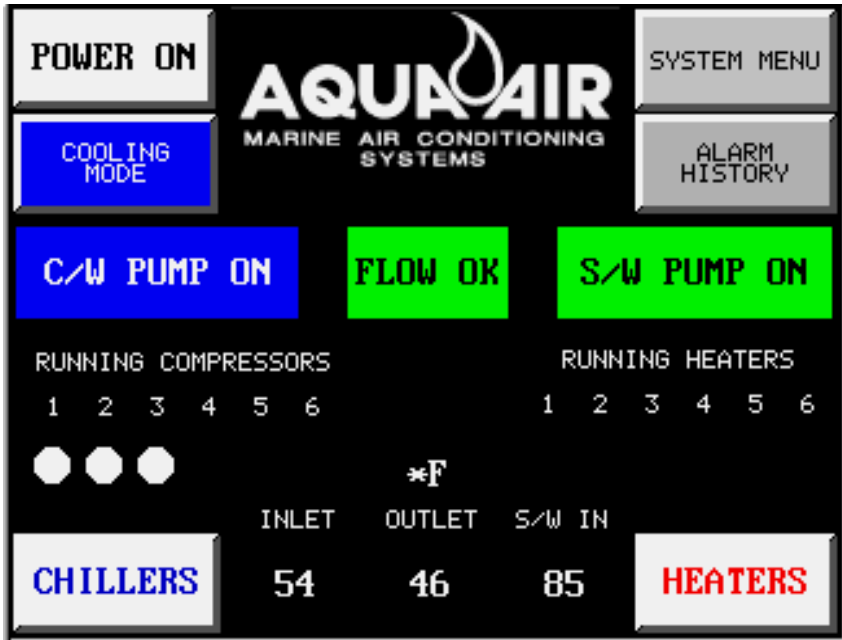 POWER ON
AQUA AIR
MARINE AIR CONDITIONING
SYSTEMS
SYSTEM MENU
COOLING
MODE
ALARM
HISTORY
C/W PUMP ON
FLOW OK
S/W PUMP ON
RUNNING COMPRESSORS
RUNNING HEATERS
1 2 3 4 5 6
1 2 3 4 5 6
*F
INLET OUTLET S/W IN
CHILLERS
54 46 85
HEATERS